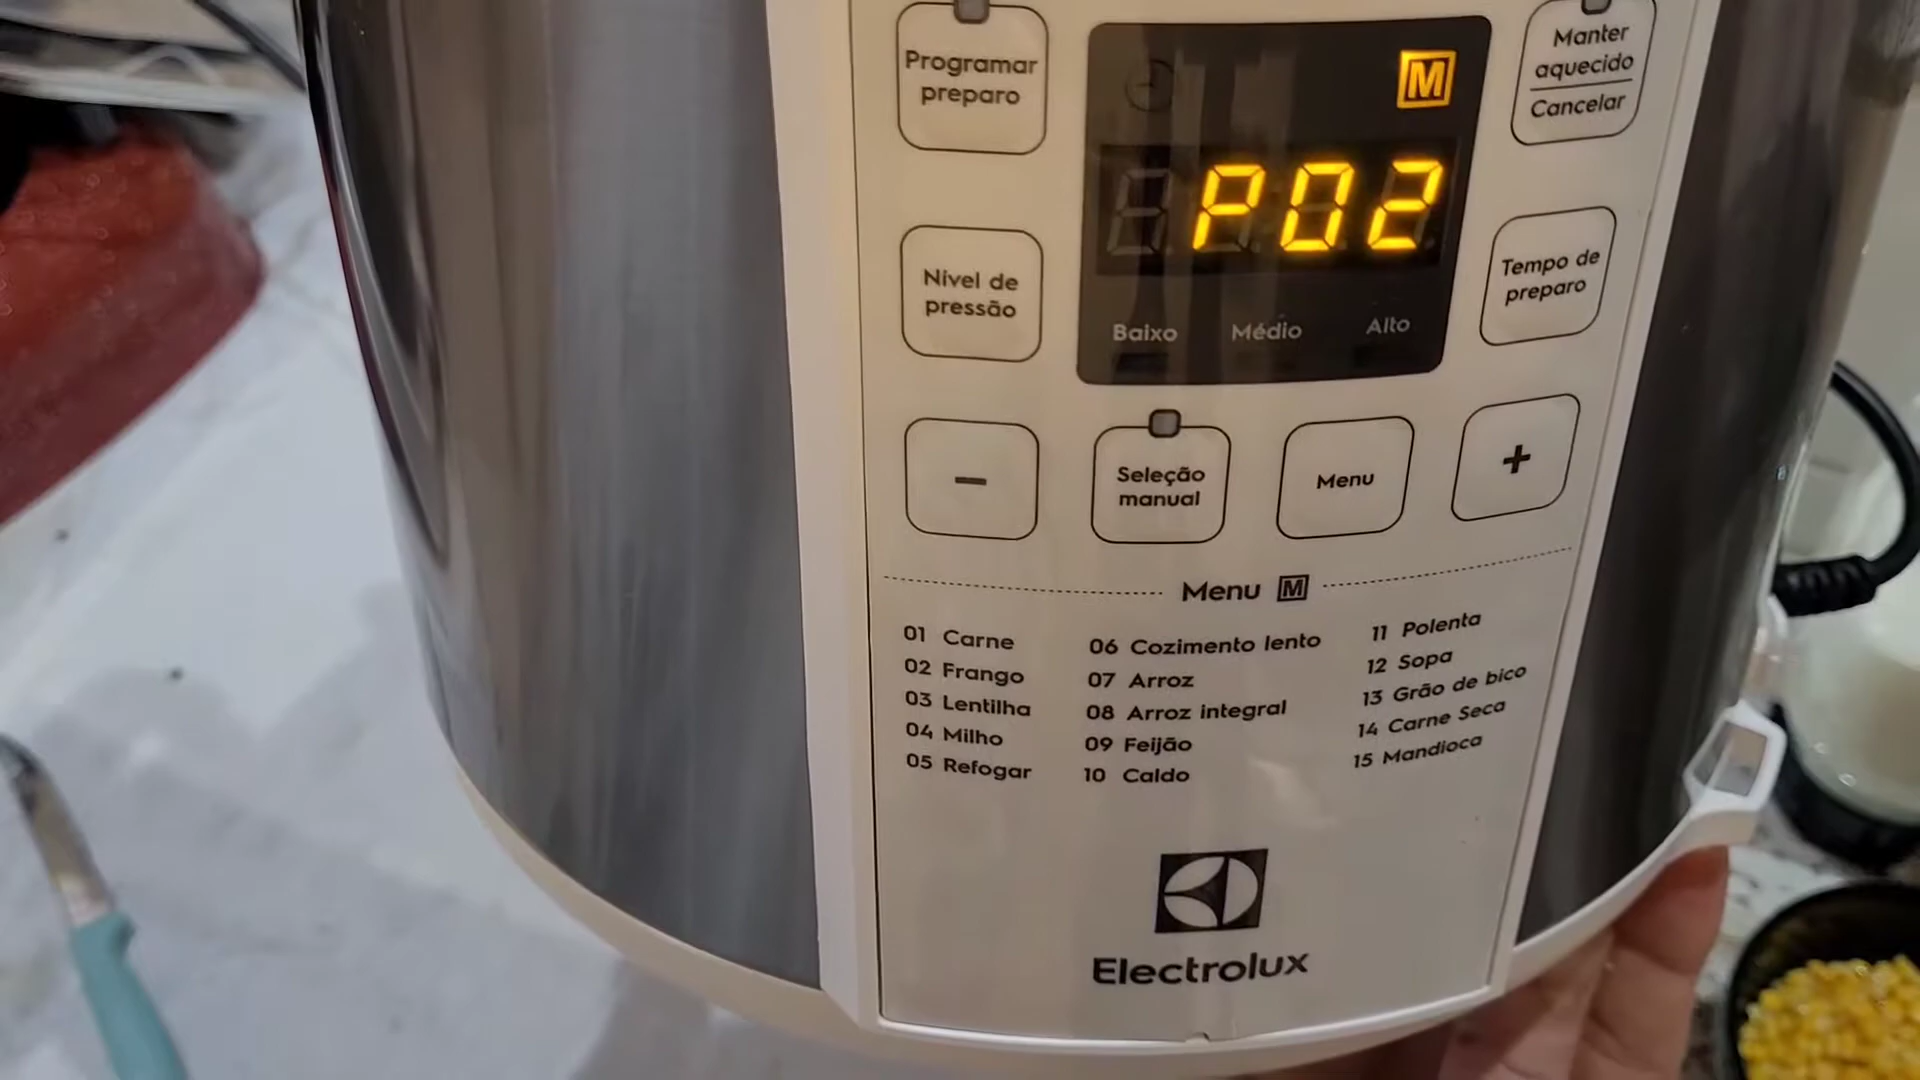 Programar
preparo
M
Manter
aquecido
Cancelar
P02
Nível de
pressão
Tempo de
preparo
Baixo Médio Alto
−
Seleção
manual
Menu
+
Menu M
01 Carne
02 Frango
03 Lentilha
04 Milho
05 Refogar
06 Cozimento lento
07 Arroz
08 Arroz integral
09 Feijão
10 Caldo
11 Polenta
12 Sopa
13 Grão de bico
14 Carne Seca
15 Mandioca
Electrolux